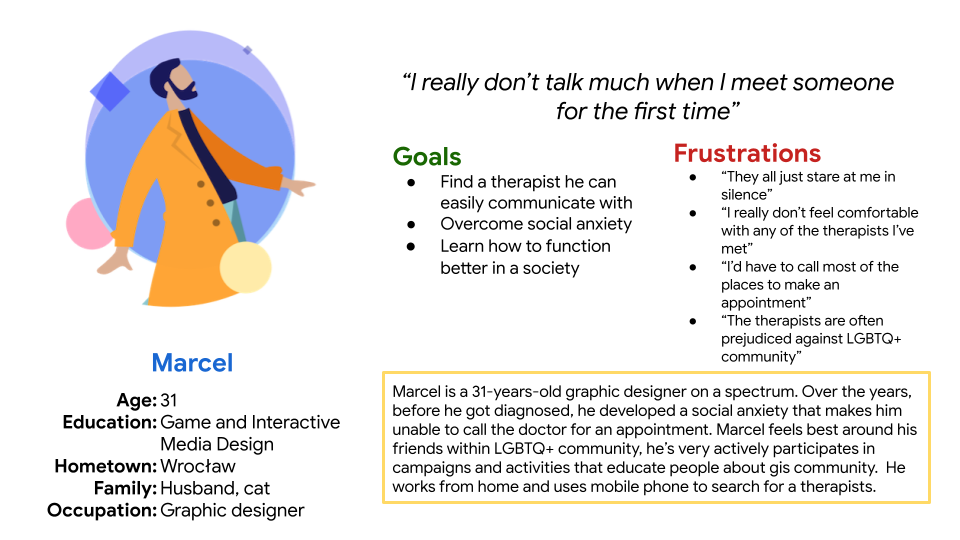 “I really don’t talk much when I meet someone
for the first time”
Goals
● Find a therapist he can
easily communicate with
● Overcome social anxiety
● Learn how to function
better in a society
Frustrations
● “They all just stare at me in
silence”
● “I really don’t feel comfortable
with any of the therapists I’ve
met”
● “I’d have to call most of the
places to make an
appointment”
● “The therapists are often
prejudiced against LGBTQ+
community”
Marcel
Age: 31
Education: Game and Interactive
Media Design
Hometown: Wrocław
Family: Husband, cat
Occupation: Graphic designer
Marcel is a 31-years-old graphic designer on a spectrum. Over the years,
before he got diagnosed, he developed a social anxiety that makes him
unable to call the doctor for an appointment. Marcel feels best around his
friends within LGBTQ+ community, he’s very actively participates in
campaigns and activities that educate people about gis community. He
works from home and uses mobile phone to search for a therapists.